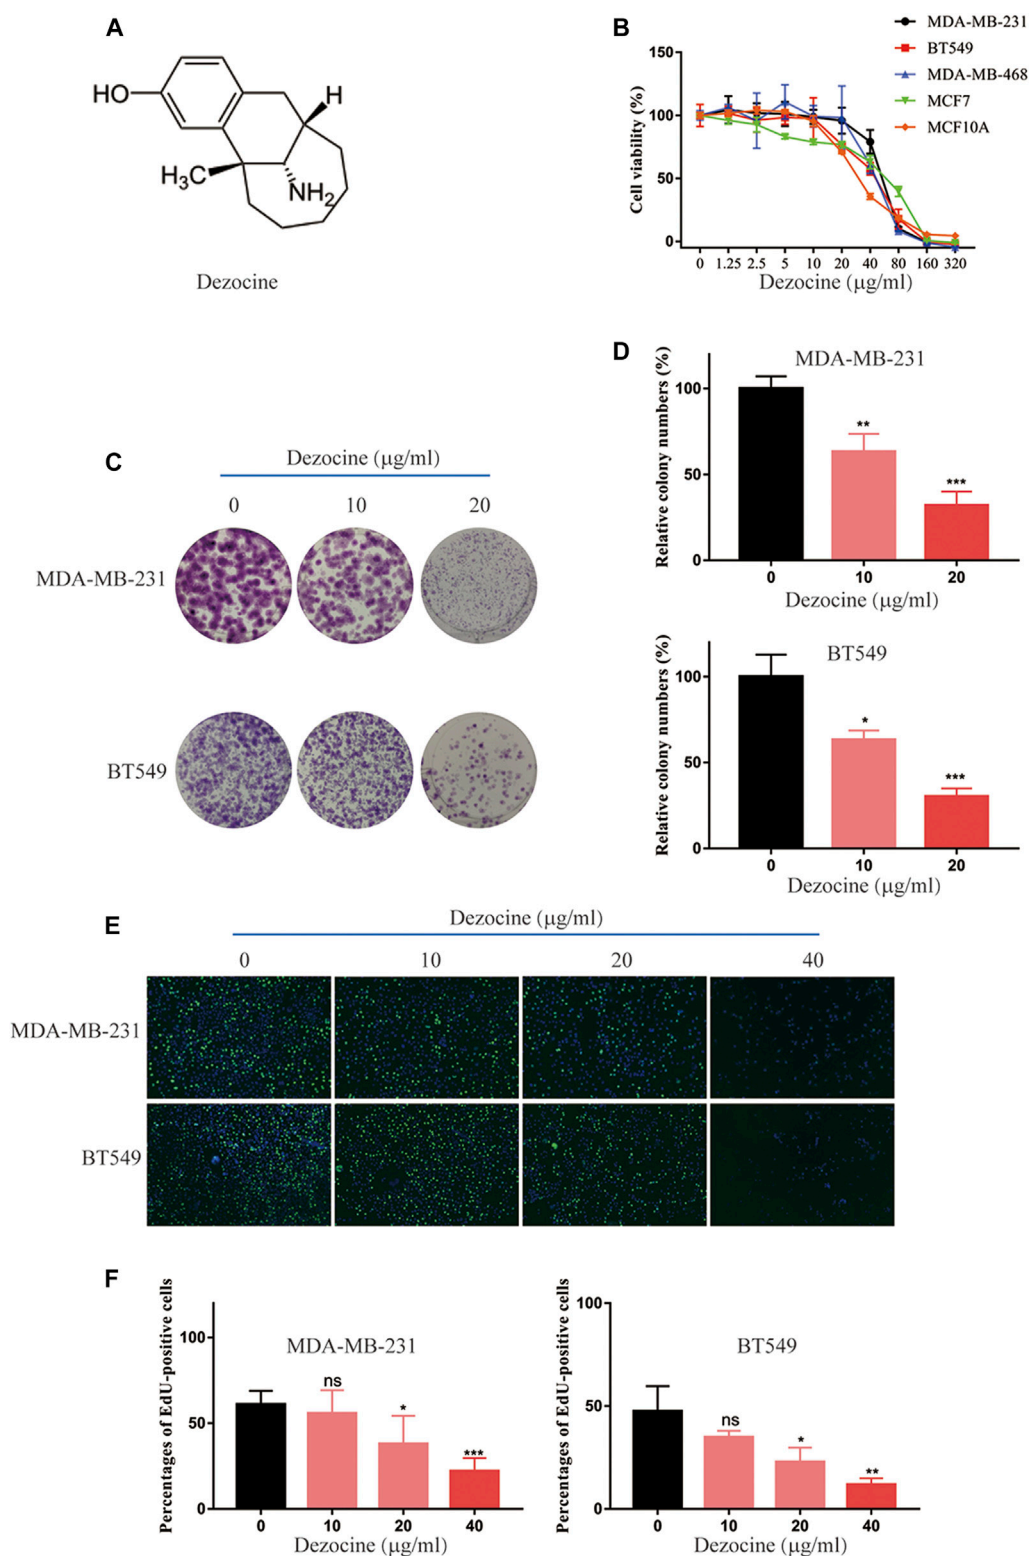 A
HO
H
H₃C
NH₂
Dezocine
B
MDA-MB-231
BT549
MDA-MB-468
MCF7
MCF10A
Cell viability (%)
150
100
50
0
0 1.25 2.5 5 10 20 40 80 160 320
Dezocine (μg/ml)
C
Dezocine (μg/ml)
0 10 20
MDA-MB-231
BT549
D
MDA-MB-231
Relative colony numbers (%)
100
50
0
**
***
0 10 20
Dezocine (μg/ml)
BT549
Relative colony numbers (%)
100
50
0
*
***
0 10 20
Dezocine (μg/ml)
E
Dezocine (μg/ml)
0 10 20 40
MDA-MB-231
BT549
F
MDA-MB-231
Percentages of EdU-positive cells
100
50
0
ns
*
***
0 10 20 40
Dezocine (μg/ml)
BT549
Percentages of EdU-positive cells
100
50
0
ns
*
**
0 10 20 40
Dezocine (μg/ml)